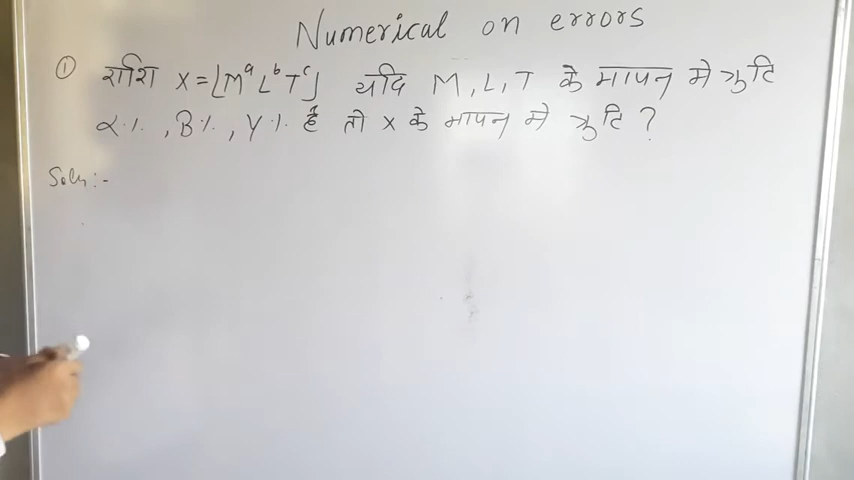 Numerical on errors
① राशि X = [M^a L^b T^c] यदि M, L, T के मापन मे त्रुटि
α%, β%, γ% है तो X के मापन मे त्रुटि ?
Soln:-